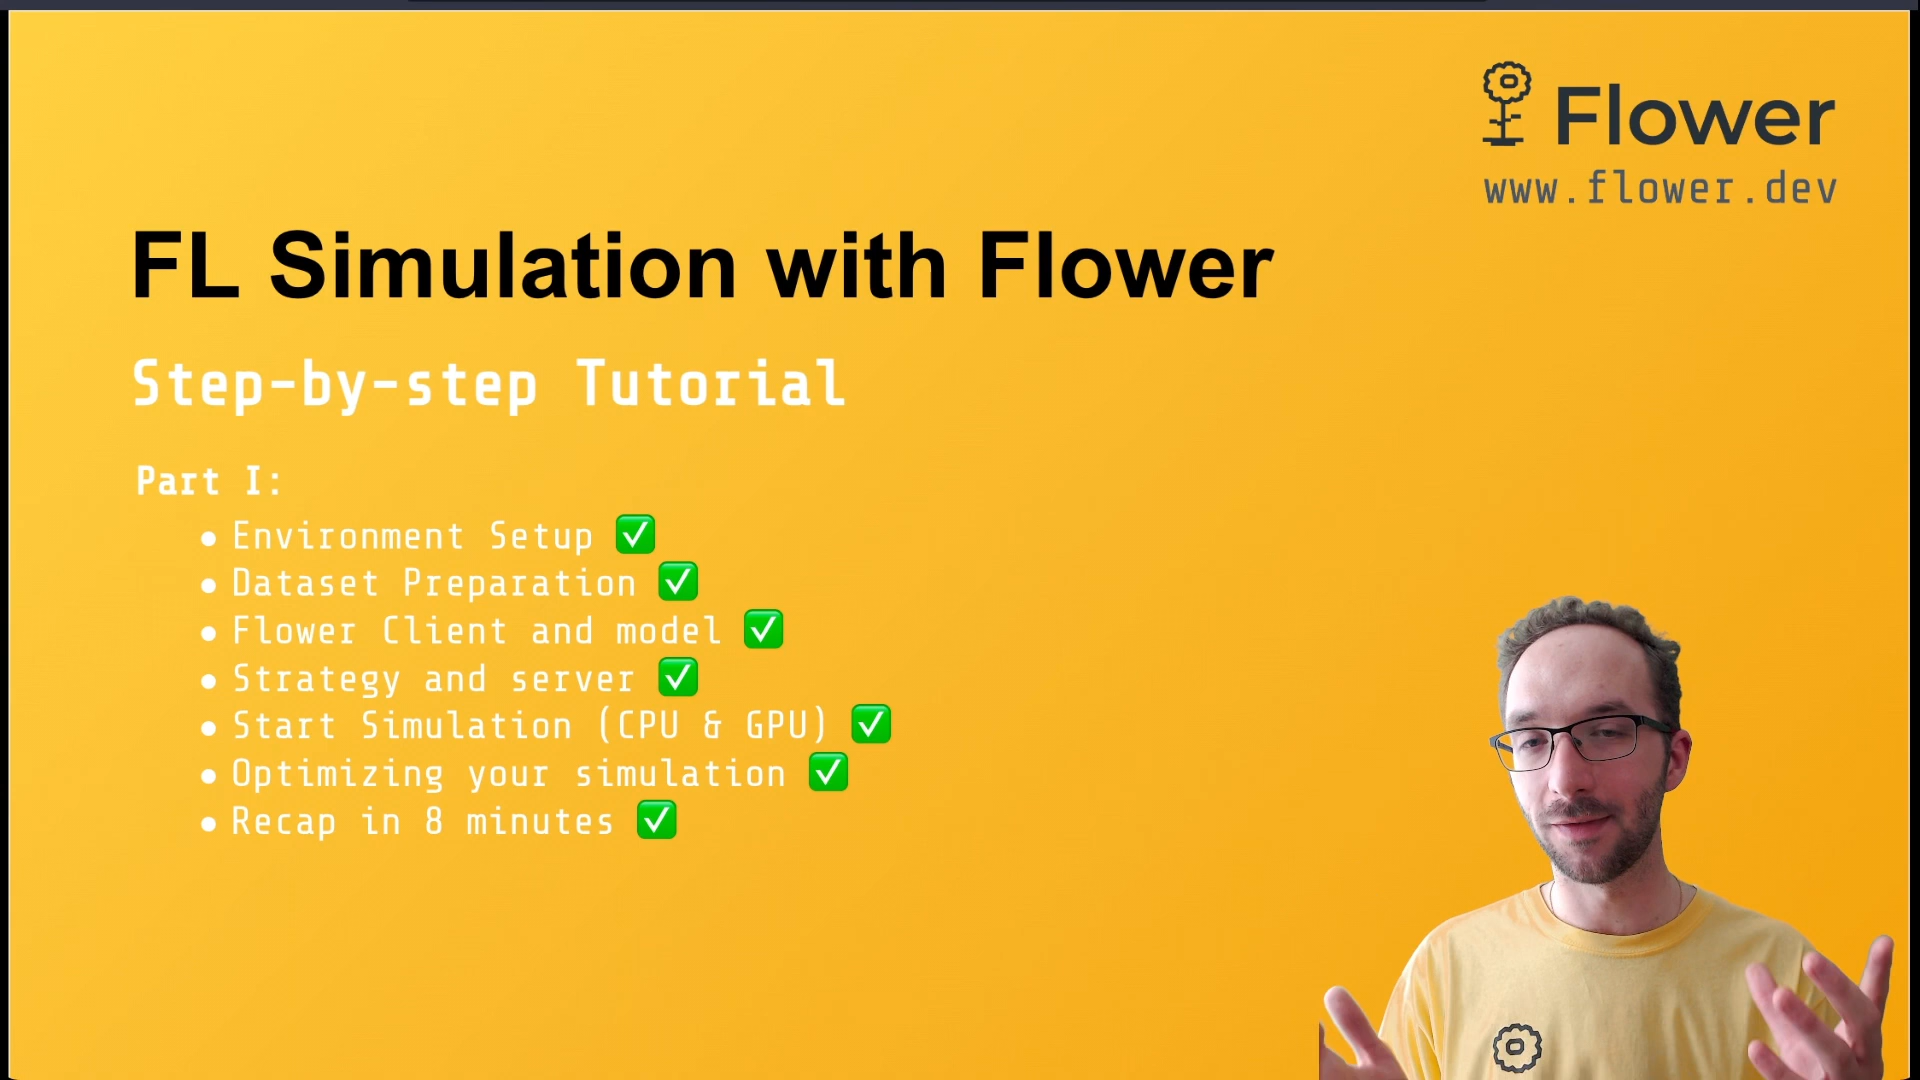 Flower
www.flower.dev
FL Simulation with Flower
Step-by-step Tutorial
Part I:
• Environment Setup ✅
• Dataset Preparation ✅
• Flower Client and model ✅
• Strategy and server ✅
• Start Simulation (CPU & GPU) ✅
• Optimizing your simulation ✅
• Recap in 8 minutes ✅